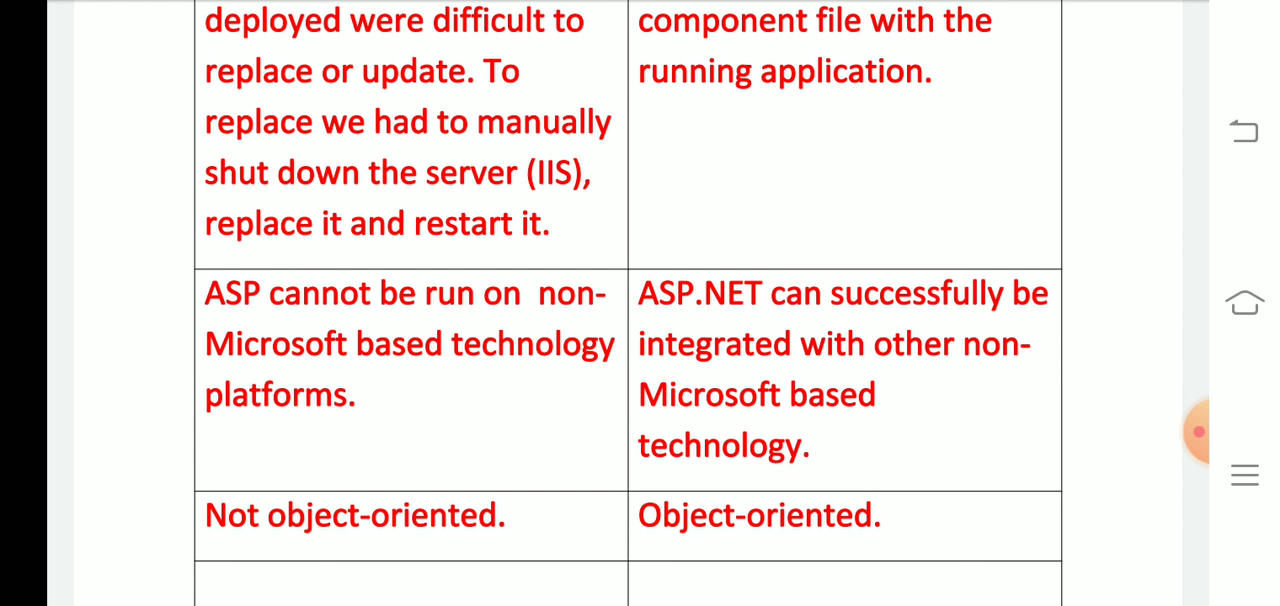 deployed were difficult to
replace or update. To
replace we had to manually
shut down the server (IIS),
replace it and restart it.
component file with the
running application.
ASP cannot be run on  non-
Microsoft based technology
platforms.
ASP.NET can successfully be
integrated with other non-
Microsoft based
technology.
Not object-oriented.
Object-oriented.